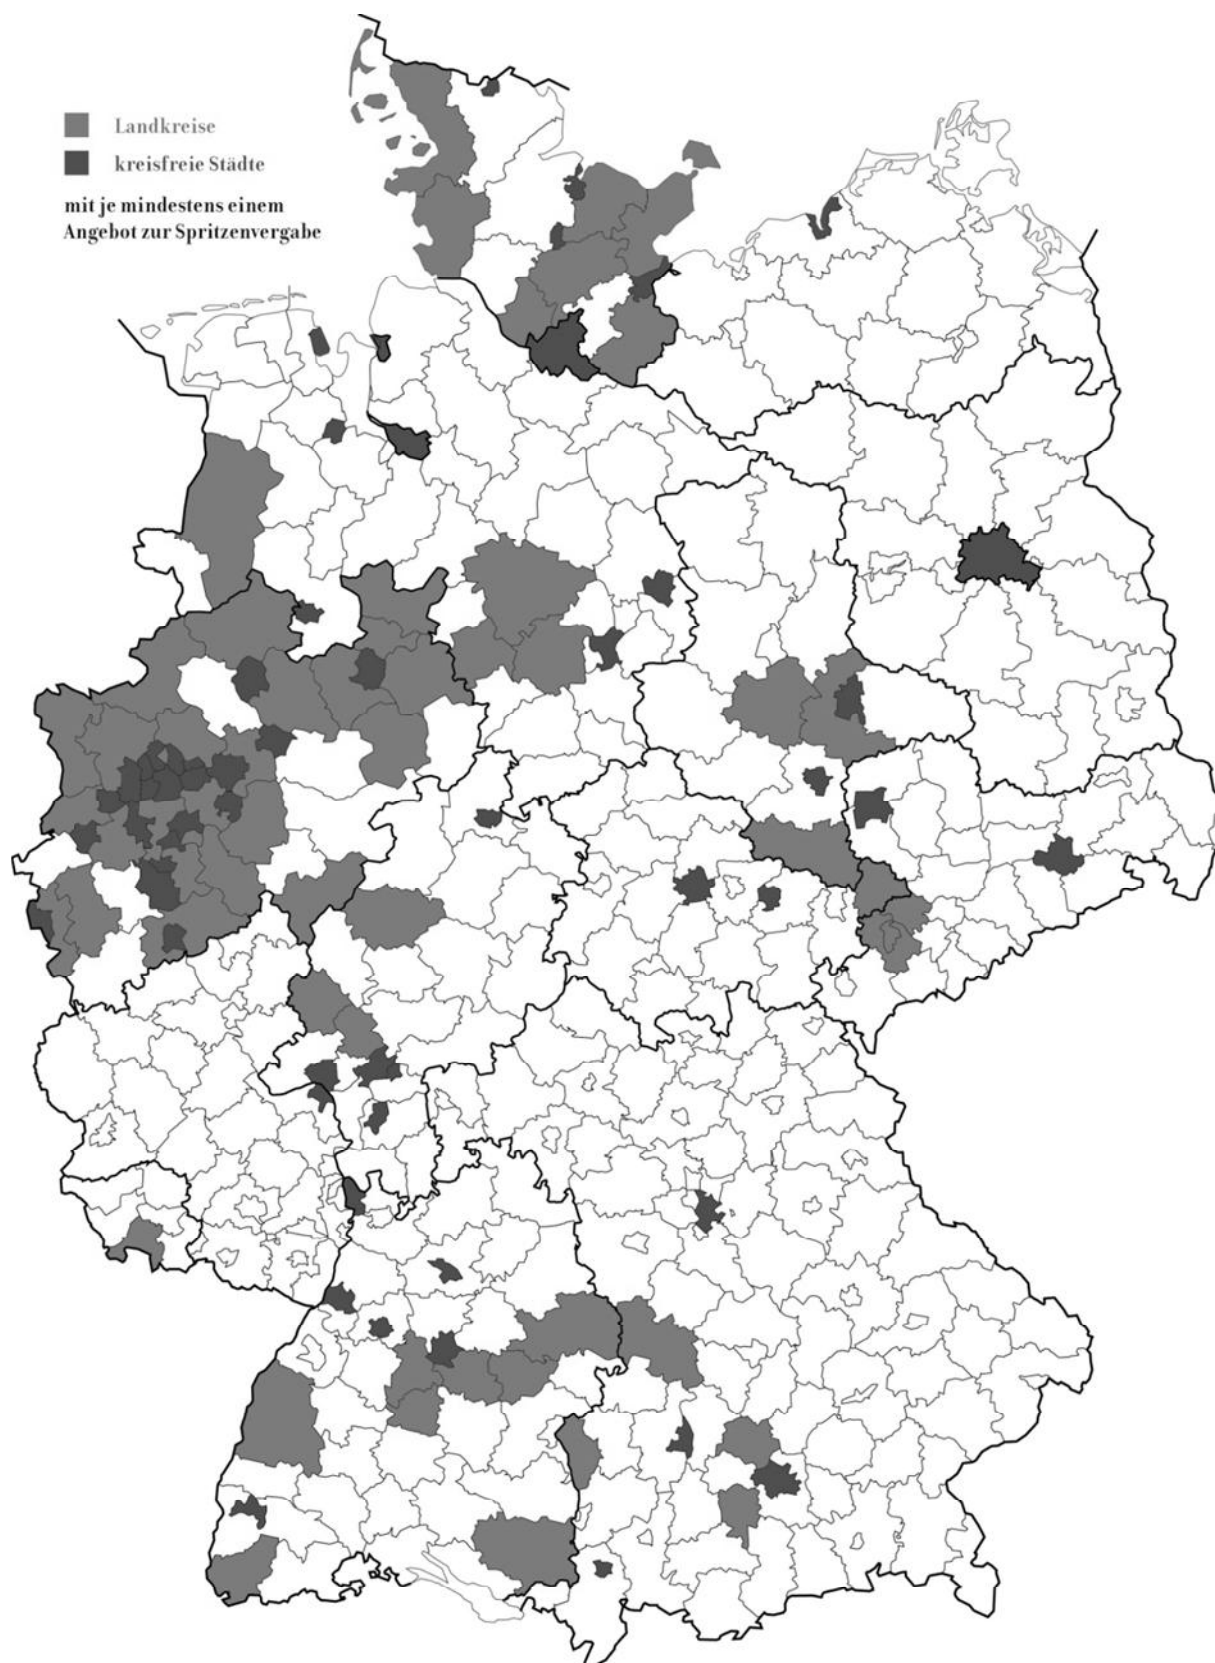 Landkreise
kreisfreie Städte
mit je mindestens einem
Angebot zur Spritzenvergabe